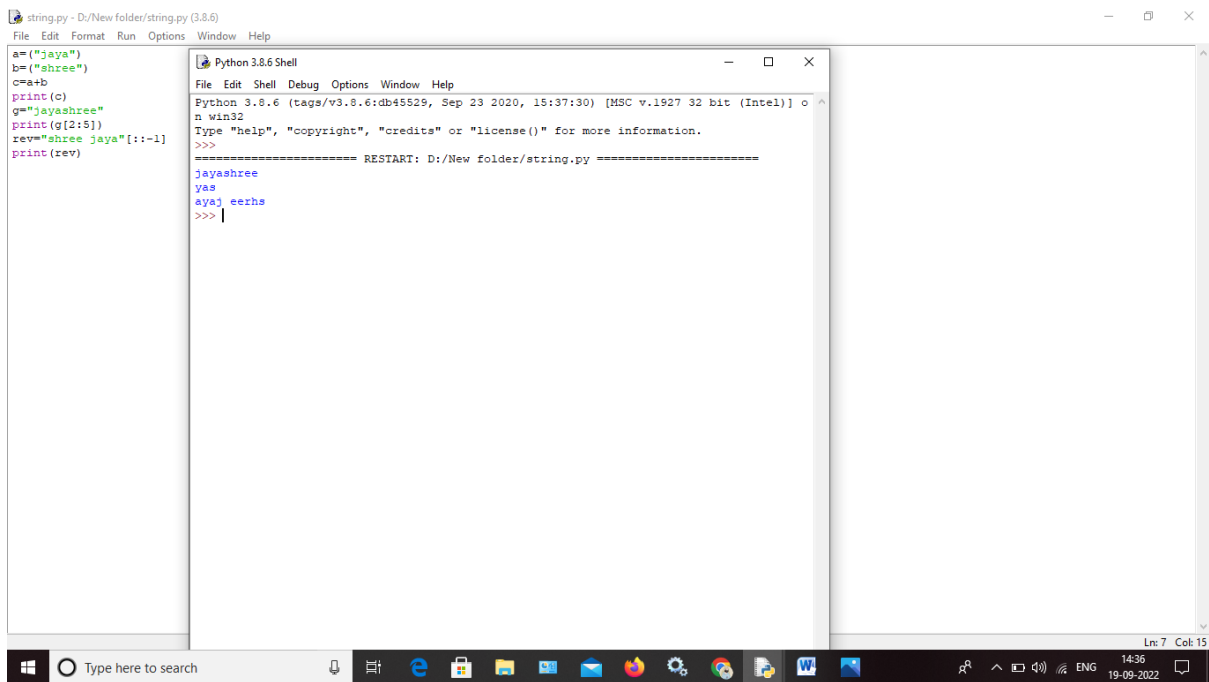 string.py - D:/New folder/string.py (3.8.6)
File Edit Format Run Options Window Help
a=("jaya")
b=("shree")
c=a+b
print(c)
g="jayashree"
print(g[2:5])
rev="shree jaya"[::-1]
print(rev)
Python 3.8.6 Shell
File Edit Shell Debug Options Window Help
Python 3.8.6 (tags/v3.8.6:db45529, Sep 23 2020, 15:37:30) [MSC v.1927 32 bit (Intel)] o
n win32
Type "help", "copyright", "credits" or "license()" for more information.
>>>
======================= RESTART: D:/New folder/string.py =======================
jayashree
yas
ayaj eerhs
>>>
Ln: 7 Col: 15
Type here to search
ENG
14:36
19-09-2022